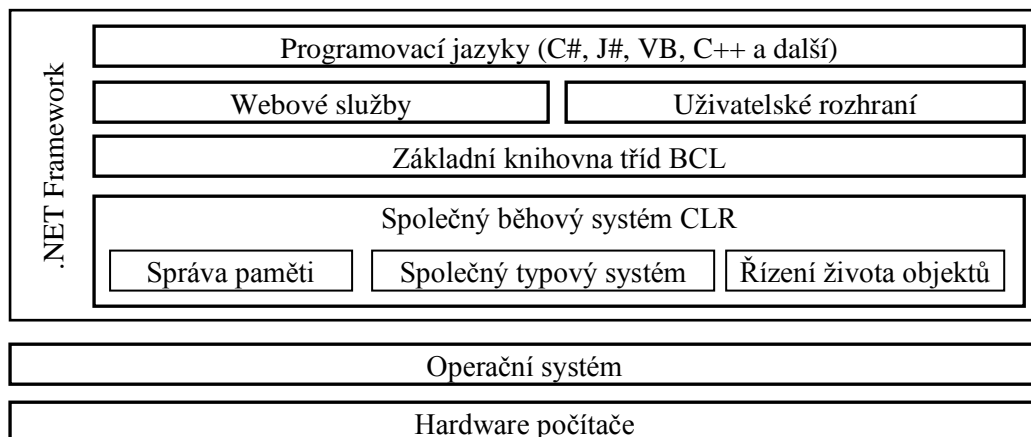 .NET Framework
Programovací jazyky (C#, J#, VB, C++ a další)
Webové služby
Uživatelské rozhraní
Základní knihovna tříd BCL
Společný běhový systém CLR
Správa paměti
Společný typový systém
Řízení života objektů
Operační systém
Hardware počítače